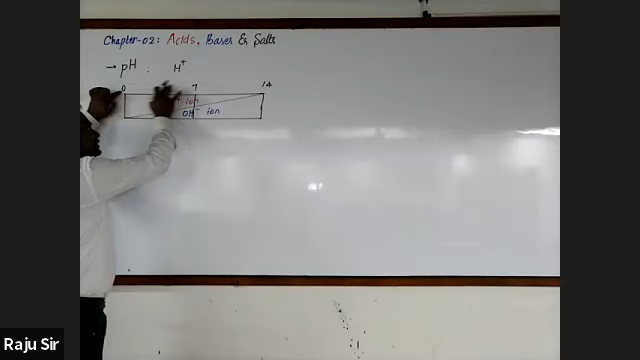 Chapter-02: Acids, Bases & Salts
→ pH : H⁺
0 7 14
⁺ ion
OH⁻ ion
Raju Sir